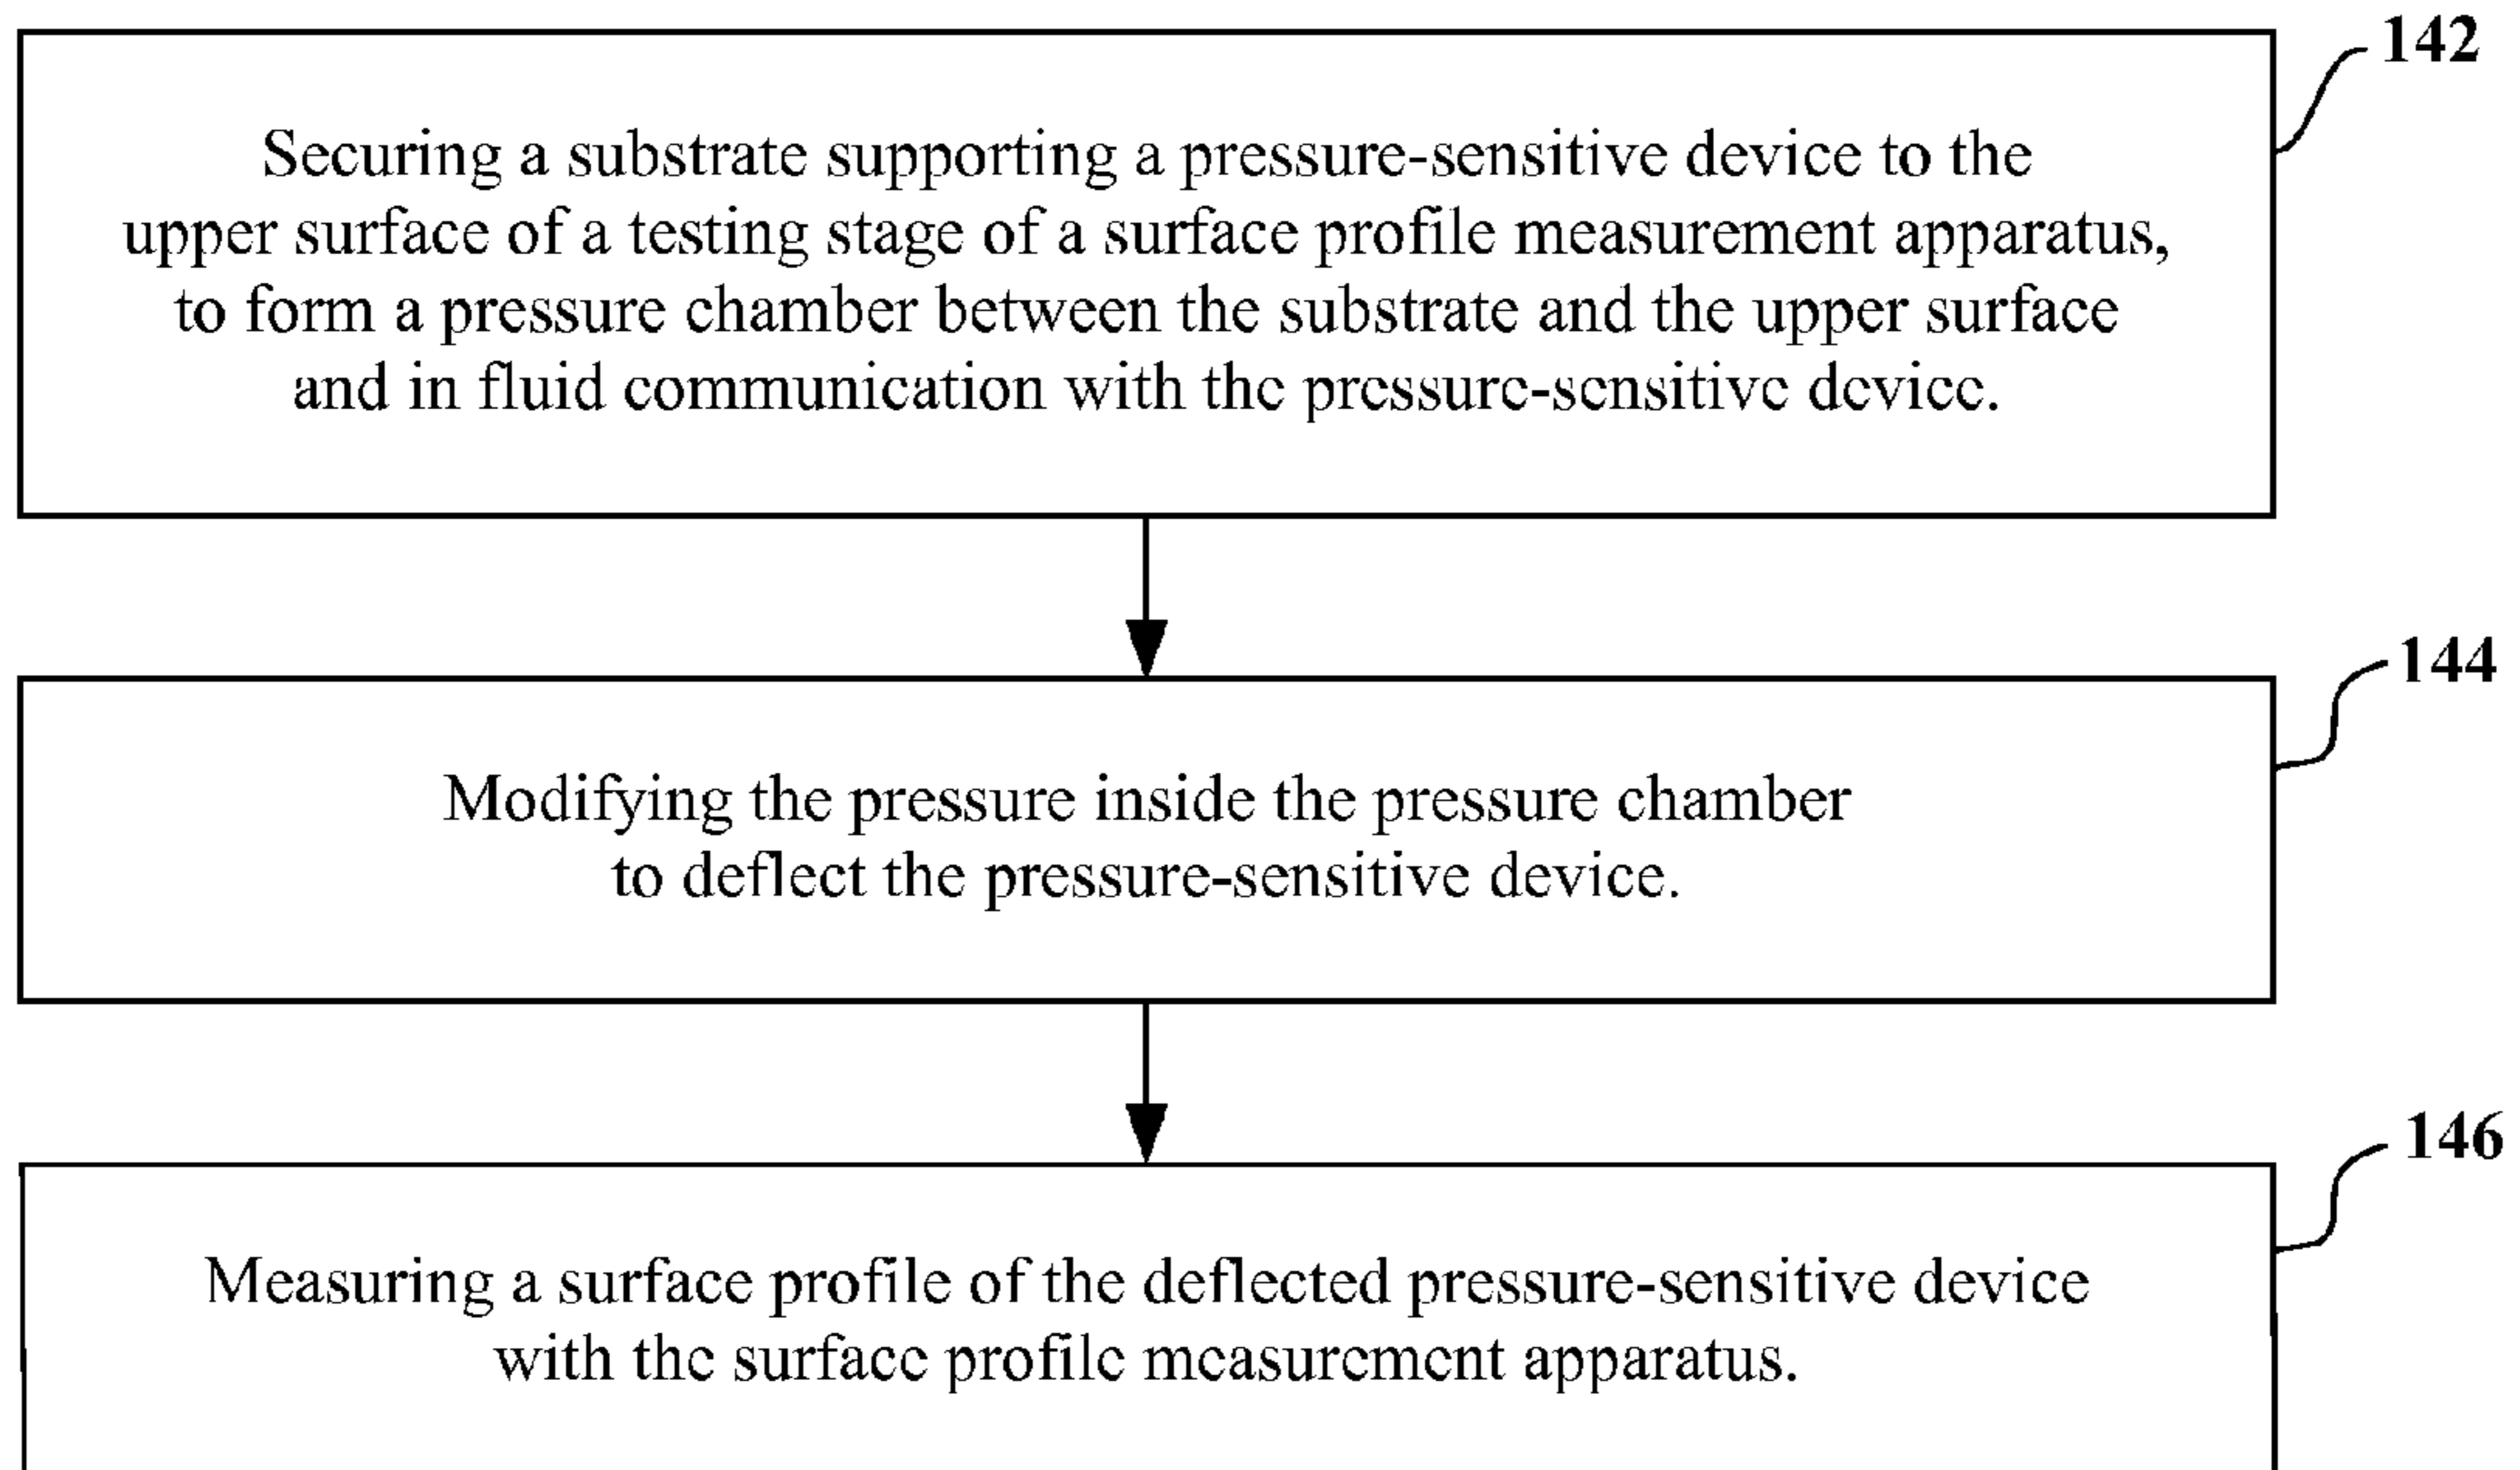 142
Securing a substrate supporting a pressure-sensitive device to the
upper surface of a testing stage of a surface profile measurement apparatus,
to form a pressure chamber between the substrate and the upper surface
and in fluid communication with the pressure-sensitive device.
144
Modifying the pressure inside the pressure chamber
to deflect the pressure-sensitive device.
146
Measuring a surface profile of the deflected pressure-sensitive device
with the surface profile measurement apparatus.